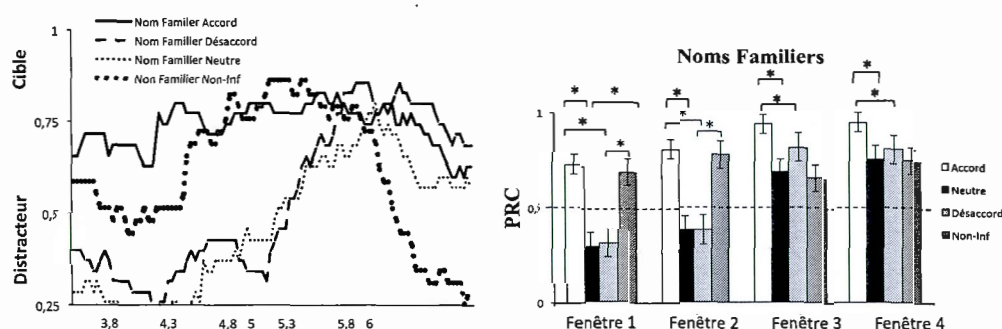 Nom Familer Accord
Nom Familier Désaccord
Nom Familier Neutre
Non Familier Non-Inf
1
0,75
0,5
0,25
Cible
Distracteur
3,8 4,3 4,8 5 5,3 5,8 6
Noms Familiers
* * * * * * * * * *
1
0,5
0
PRC
Fenêtre 1 Fenêtre 2 Fenêtre 3 Fenêtre 4
Accord
Neutre
Désaccord
Non-Inf